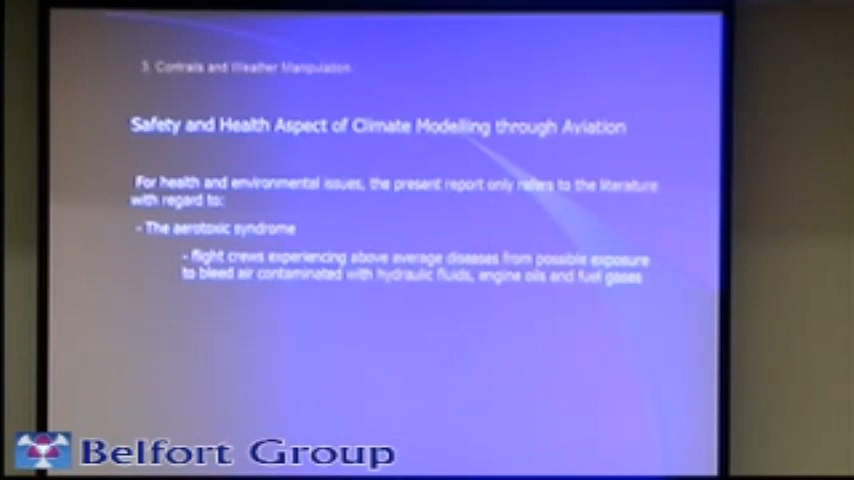 3. Contrails and Weather Manipulation
Safety and Health Aspect of Climate Modelling through Aviation
For health and environmental issues, the present report only refers to the literature
with regard to:
- The aerotoxic syndrome
- flight crews experiencing above average diseases from possible exposure
to bleed air contaminated with hydraulic fluids, engine oils and fuel gases
Belfort Group